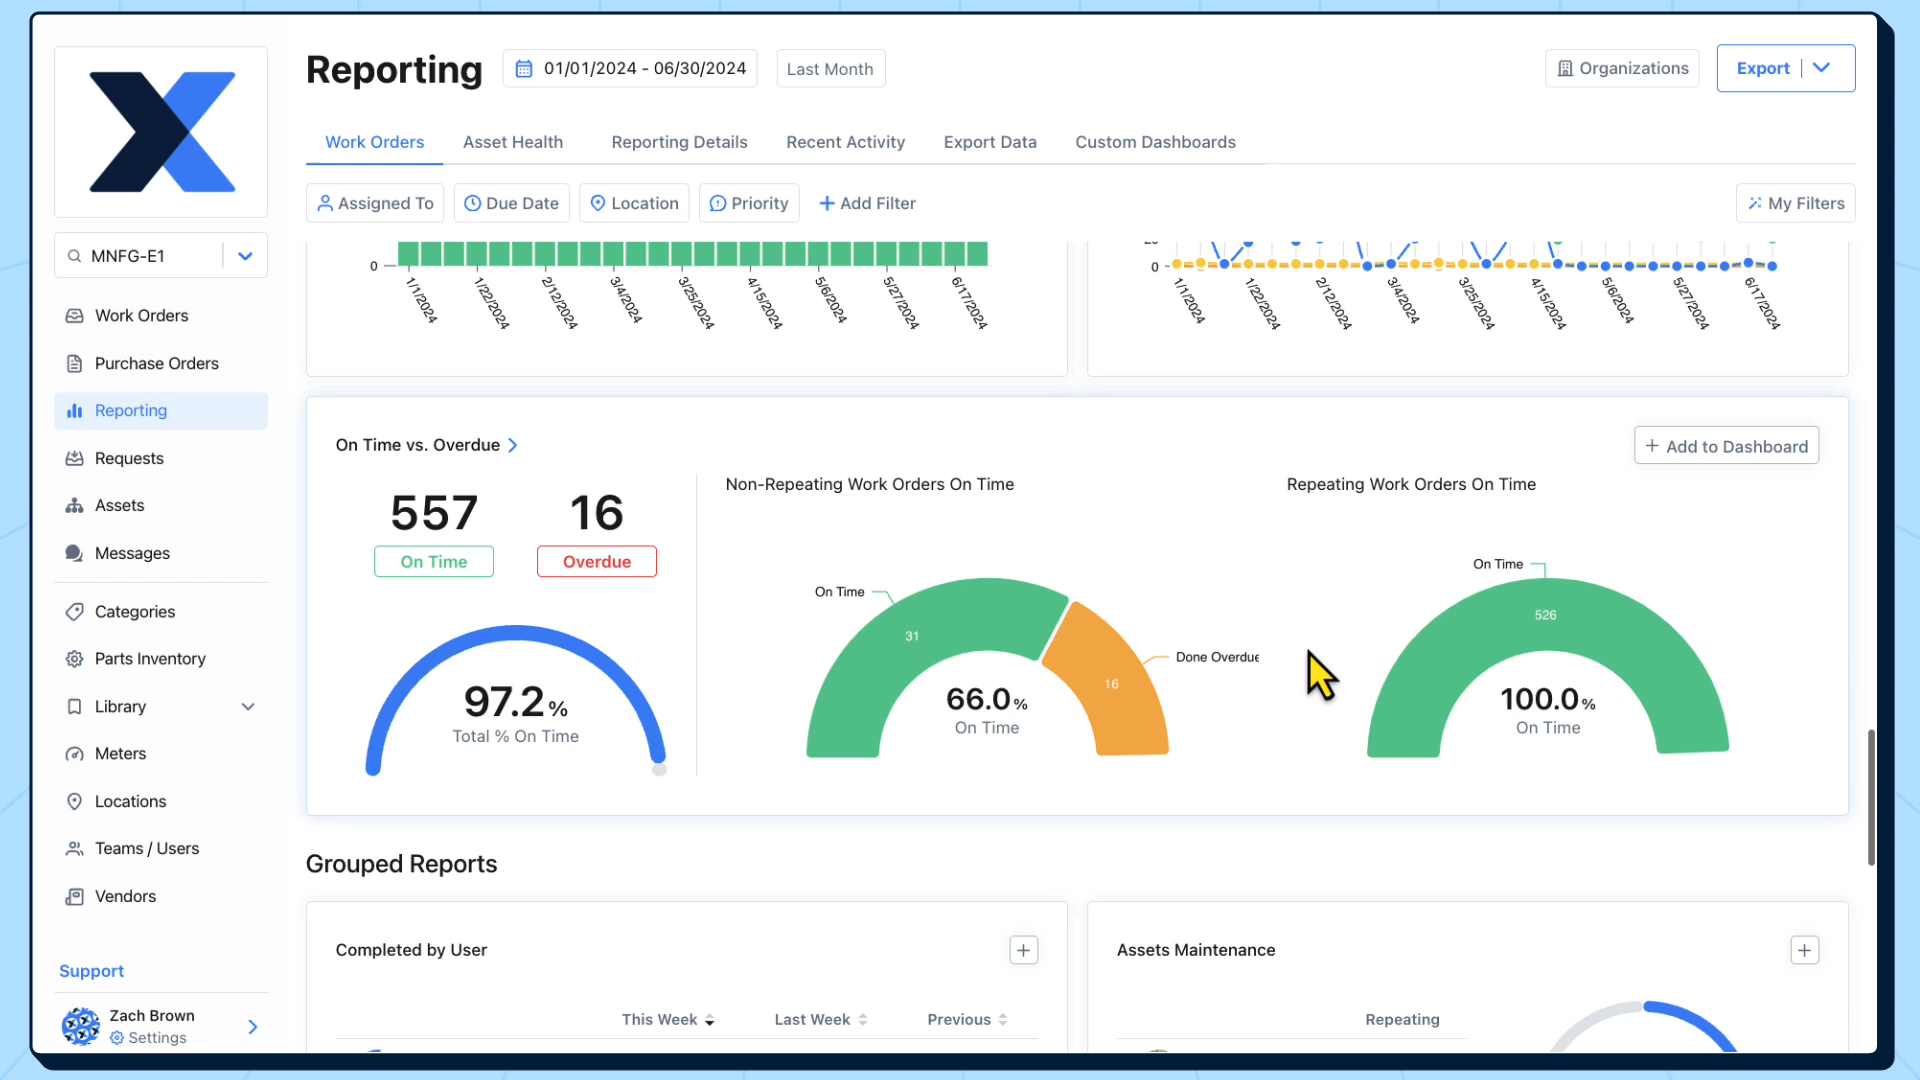 Reporting
01/01/2024 - 06/30/2024
Last Month
Organizations
Export
Work Orders
Asset Health
Reporting Details
Recent Activity
Export Data
Custom Dashboards
Assigned To
Due Date
Location
Priority
Add Filter
My Filters
MNFG-E1
Work Orders
Purchase Orders
Reporting
Requests
Assets
Messages
Categories
Parts Inventory
Library
Meters
Locations
Teams / Users
Vendors
Support
Zach Brown
Settings
0
1/1/2024
1/22/2024
2/12/2024
3/4/2024
3/25/2024
4/15/2024
5/6/2024
5/27/2024
6/17/2024
0
1/1/2024
1/22/2024
2/12/2024
3/4/2024
3/25/2024
4/15/2024
5/6/2024
5/27/2024
6/17/2024
On Time vs. Overdue
+ Add to Dashboard
557
On Time
16
Overdue
97.2%
Total % On Time
Non-Repeating Work Orders On Time
On Time
31
Done Overdue
16
66.0%
On Time
Repeating Work Orders On Time
On Time
526
100.0%
On Time
Grouped Reports
Completed by User
This Week
Last Week
Previous
Assets Maintenance
Repeating